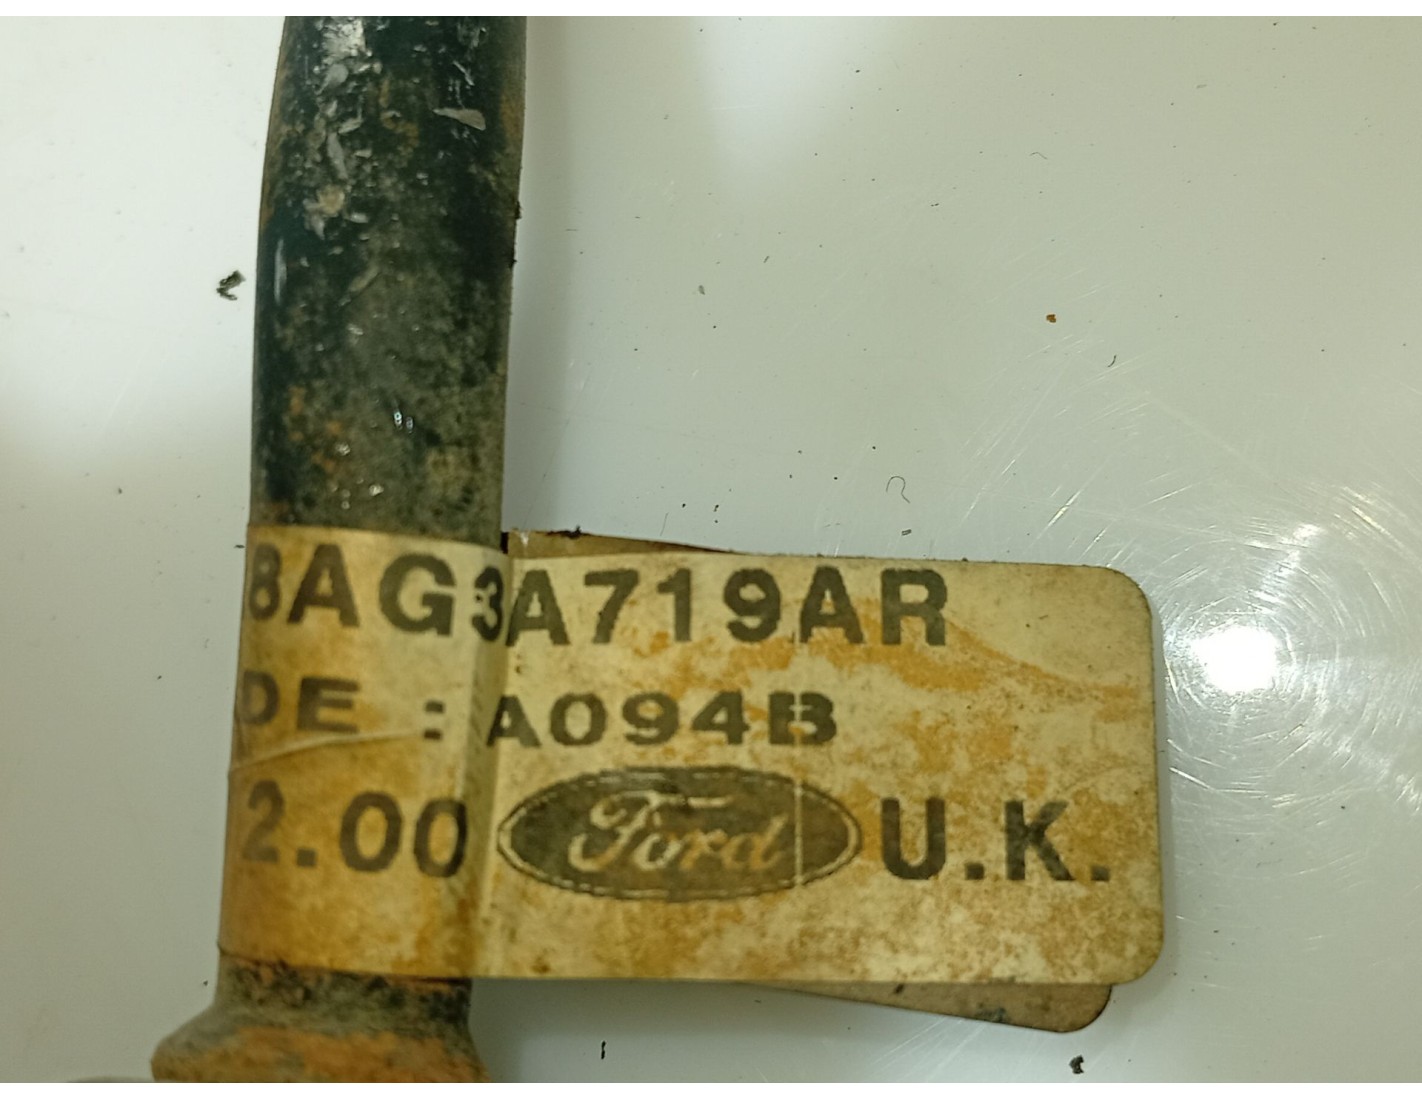 8AG3A719AR
DE : A094B
2.00 Ford U.K.